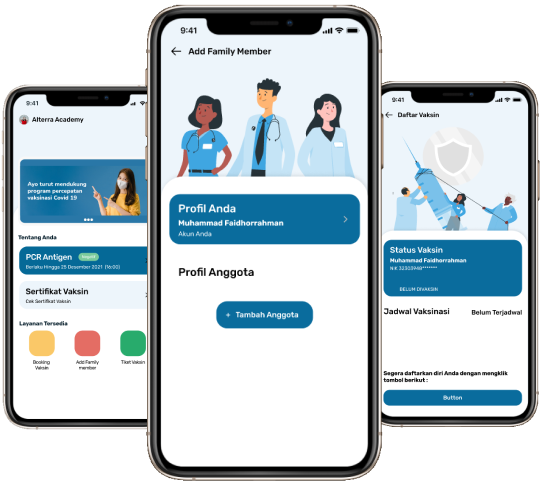 9:41
Alterra Academy
Ayo turut mendukung
program percepatan
vaksinasi Covid 19
Tentang Anda
PCR Antigen
Berlaku Hingga 25 Desember 2021 (16:00)
Sertifikat Vaksin
Cek Sertifikat Vaksin
Layanan Tersedia
Booking
Vaksin
Add Family
member
Tiket Vaksin
9:41
Add Family Member
Profil Anda
Muhammad Faidhorrahman
Akun Anda
Profil Anggota
+ Tambah Anggota
9:41
Daftar Vaksin
Status Vaksin
Muhammad Faidhorrahman
BELUM DIVAKSIN
Jadwal Vaksinasi
Belum Terjadwal
Segera daftarkan diri Anda dengan mengklik
tombol berikut :
Button